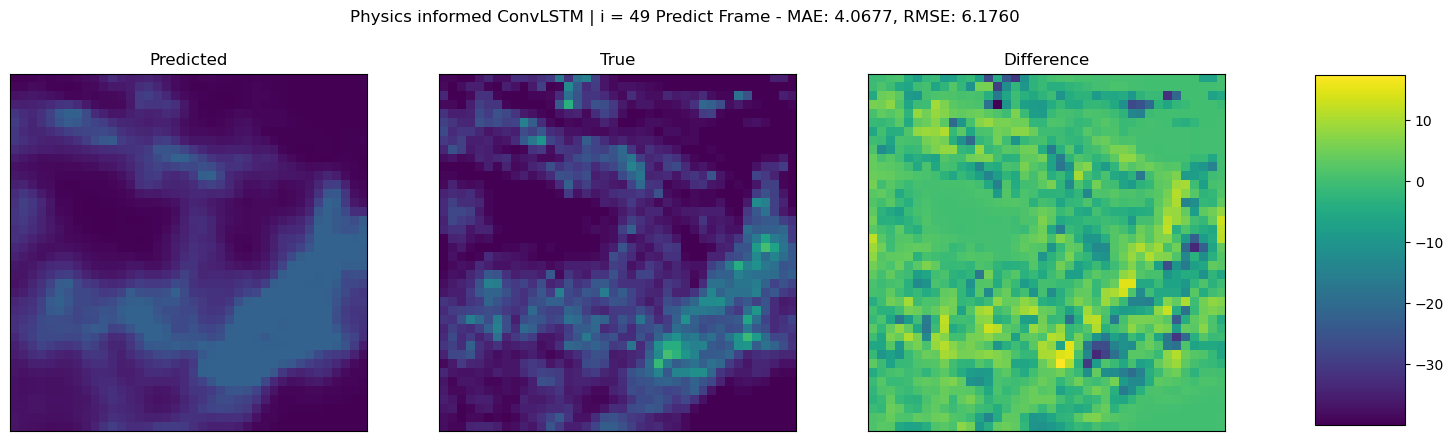 Physics informed ConvLSTM | i = 49 Predict Frame - MAE: 4.0677, RMSE: 6.1760
Predicted
True
Difference
10
0
−10
−20
−30